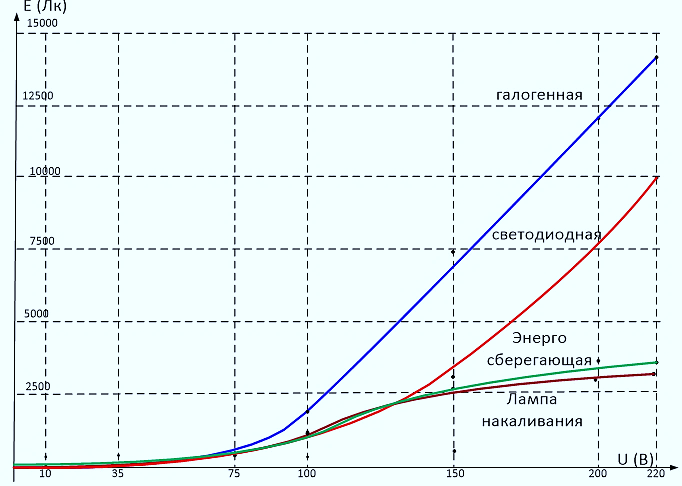 E (Лк)
15000
12500
галогенная
10000
светодиодная
7500
5000
Энерго
сберегающая
2500
Лампа
накаливания
U (В)
10
35
75
100
150
200
220